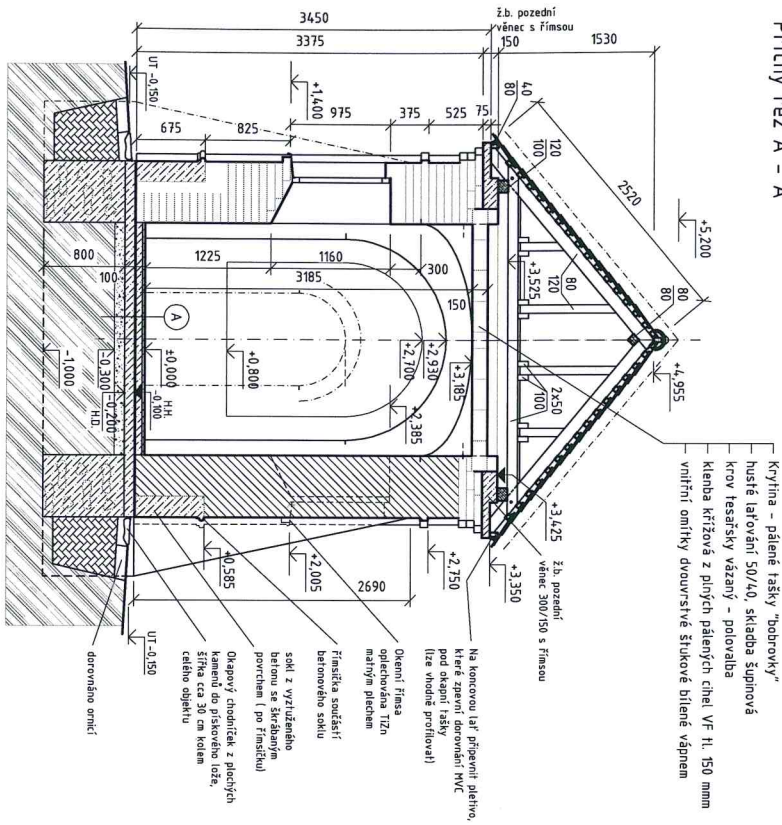 Příčný řez A - A
Krytina - pálené tašky "bobrovky"
husté laťování 50/40, skladba šupinová
krov tesařsky vázaný - polovalba
klenba křížová z plných pálených cihel VF tl. 150 mmm
vnitřní omítky dvouvrstvé štukové bílené vápnem
ž.b. pozední
věnec s římsou
3450
3375
150
1530
UT -0,150
+1,400
675
825
975
375
525
75
40
80
120
100
2520
+5,200
80
120
80
80
2x50
100
+4,955
800
100
1225
1160
300
3185
150
+3,525
A
-1,000
-0,300
-0,200
H.D.
±0,000
-0,100
H.H.
+0,800
+2,700
+2,930
+3,185
+2,385
+3,425
+3,350
+0,585
+2,005
+2,750
2690
UT -0,150
ž.b. pozední
věnec 300/150 s římsou
Na koncovou lať připevnit pletivo,
které zpevní dorovnání MVC
pod okapní tašky
(lze vhodně profilovat)
Okenní římsa
oplechována TiZn
matným plechem
římsička součástí
betonového soklu
sokl z vyztuženého
betonu se škrábaným
povrchem ( po římsičku)
Okapový chodníček z plochých
kamenů do pískového lože,
šířka cca 30 cm kolem
celého objektu
dorovnáno ornicí